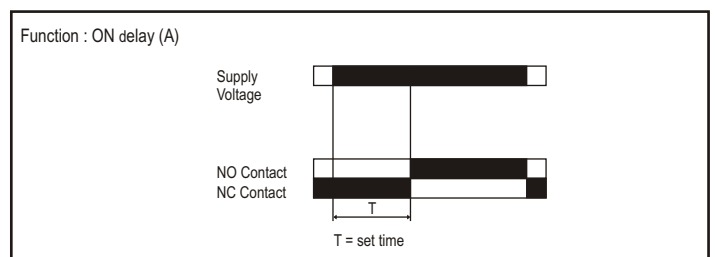 Function : ON delay (A)
Supply
Voltage
NO Contact
NC Contact
T
T = set time